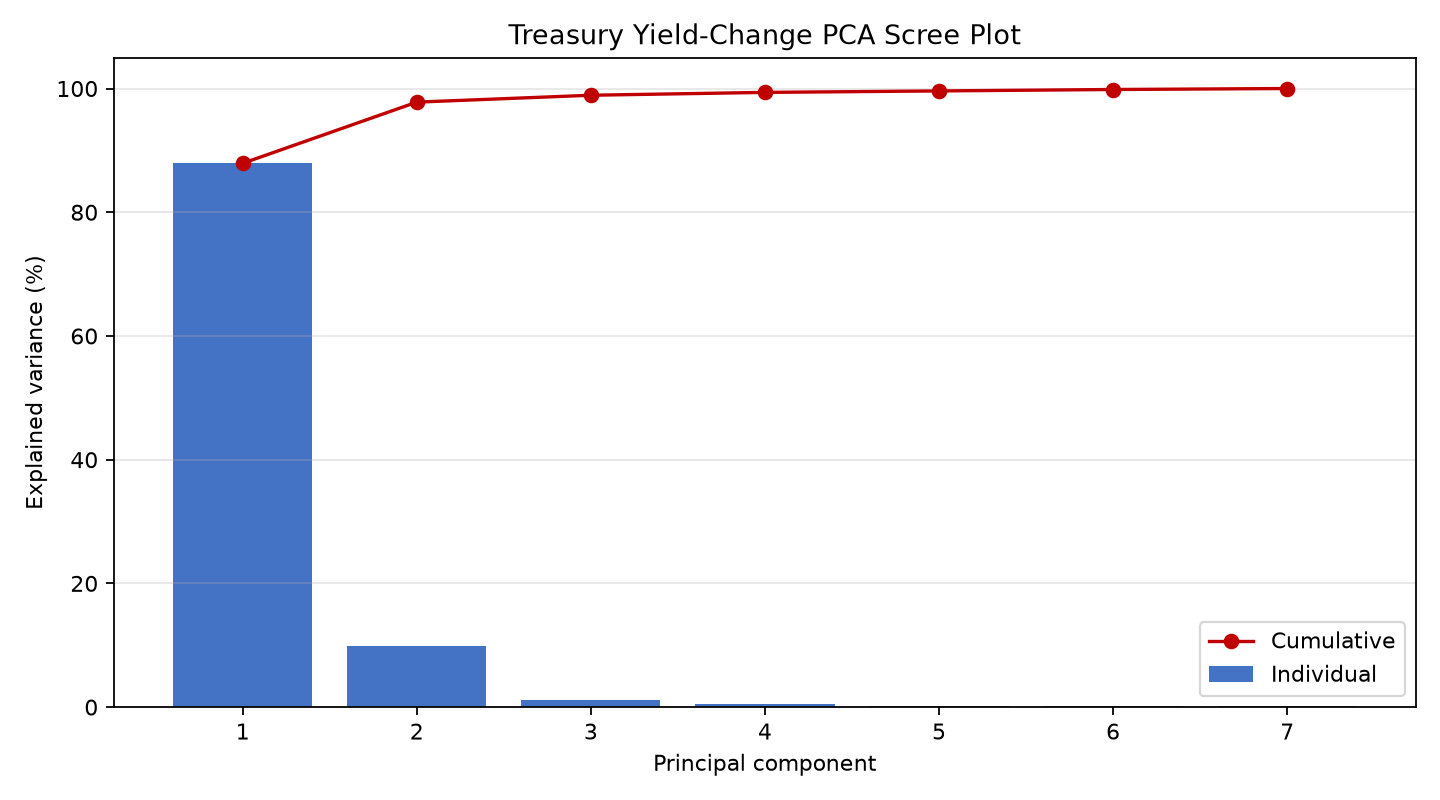 Treasury Yield-Change PCA Scree Plot
Explained variance (%)
100
80
60
40
20
0
1 2 3 4 5 6 7
Principal component
Cumulative
Individual